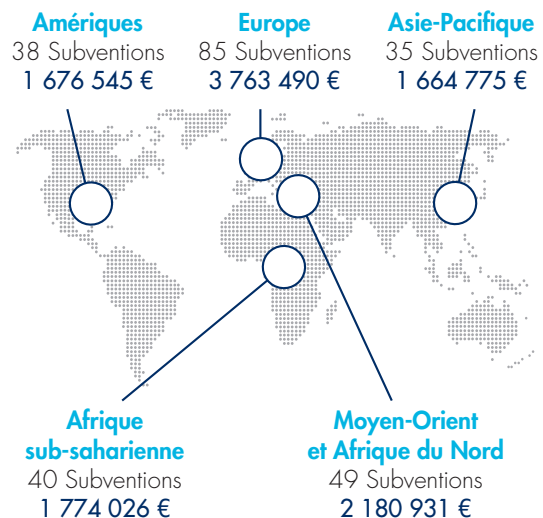 Amériques
38 Subventions
1 676 545 €
Europe
85 Subventions
3 763 490 €
Asie-Pacifique
35 Subventions
1 664 775 €
Afrique
sub-saharienne
40 Subventions
1 774 026 €
Moyen-Orient
et Afrique du Nord
49 Subventions
2 180 931 €